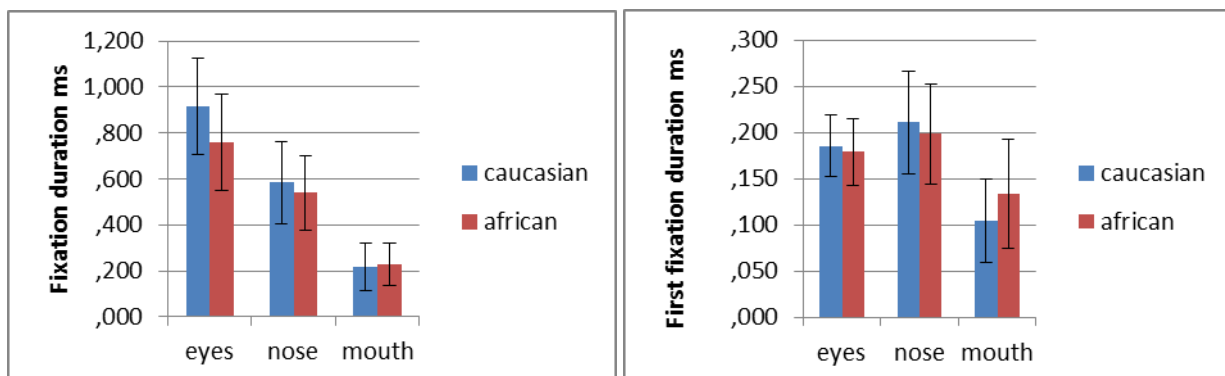 Fixation duration ms
1,200
1,000
,800
,600
,400
,200
,000
eyes nose mouth
caucasian
african
First fixation duration ms
,300
,250
,200
,150
,100
,050
,000
eyes nose mouth
caucasian
african